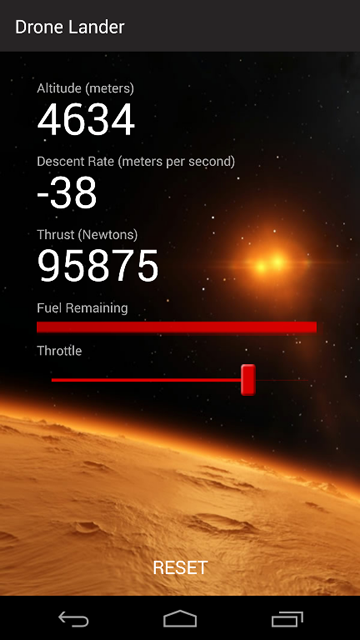 Drone Lander
Altitude (meters)
4634
Descent Rate (meters per second)
-38
Thrust (Newtons)
95875
Fuel Remaining
Throttle
RESET